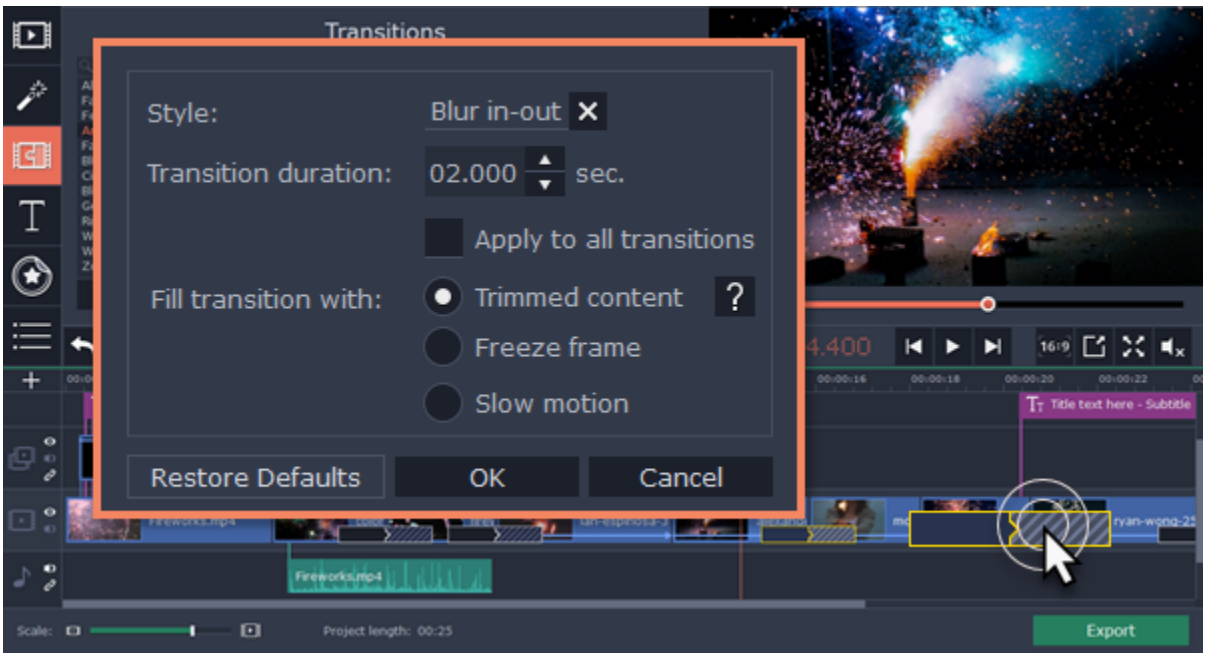 Transitions
Style:
Blur in-out
Transition duration:
02.000
sec.
Apply to all transitions
Fill transition with:
Trimmed content
?
Freeze frame
Slow motion
Restore Defaults
OK
Cancel
4.400
16:9
00:00:16
00:00:18
00:00:20
00:00:22
Title text here - Subtitle
Fireworks.mp4
ryan-wong-25
Fireworks.mp4
Scale:
Project length: 00:25
Export